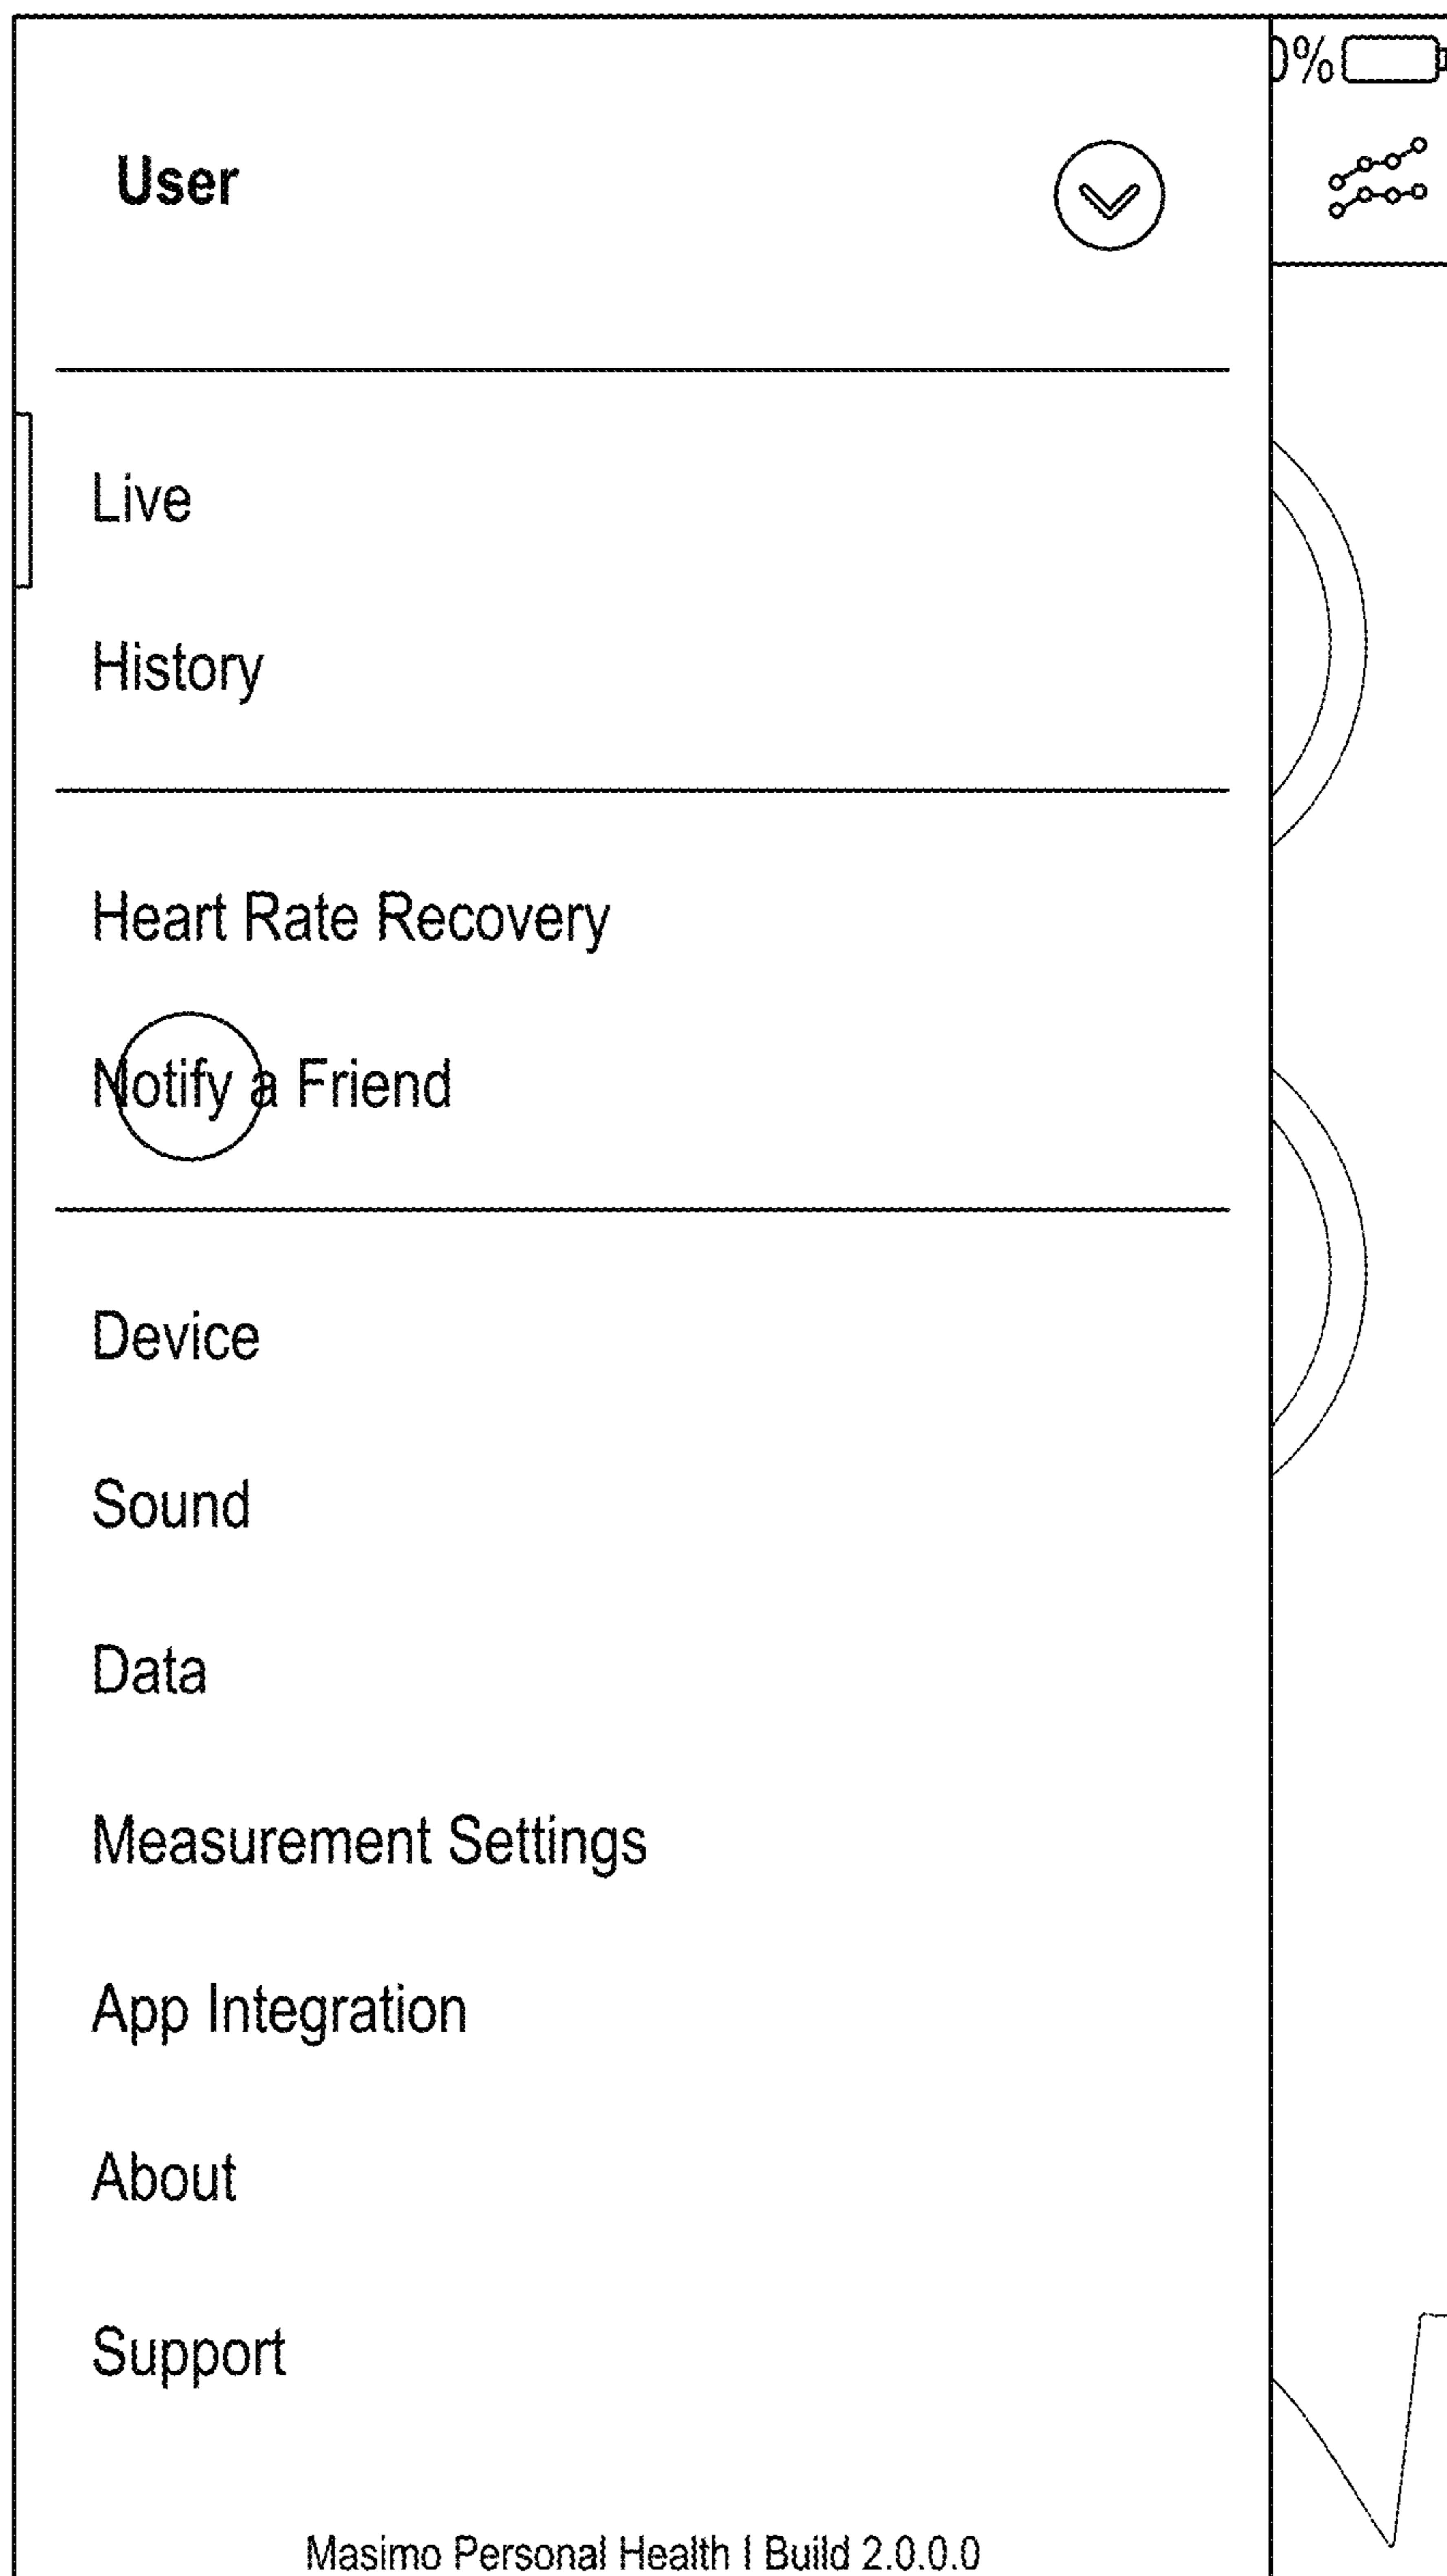 0%
User
Live
History
Heart Rate Recovery
Notify a Friend
Device
Sound
Data
Measurement Settings
App Integration
About
Support
Masimo Personal Health | Build 2.0.0.0